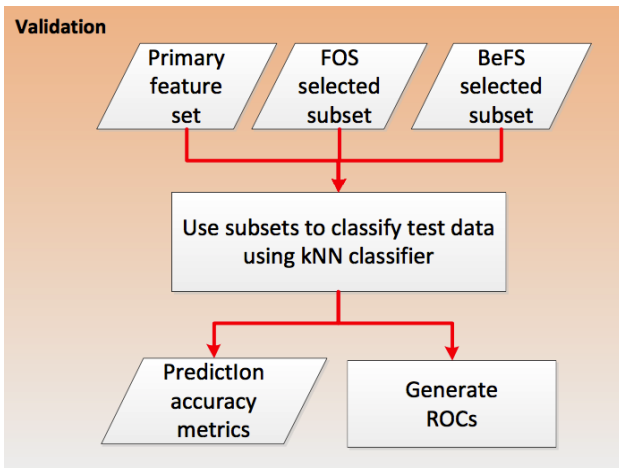 Validation
Primary
feature
set
FOS
selected
subset
BeFS
selected
subset
Use subsets to classify test data
using kNN classifier
PredictIon
accuracy
metrics
Generate
ROCs